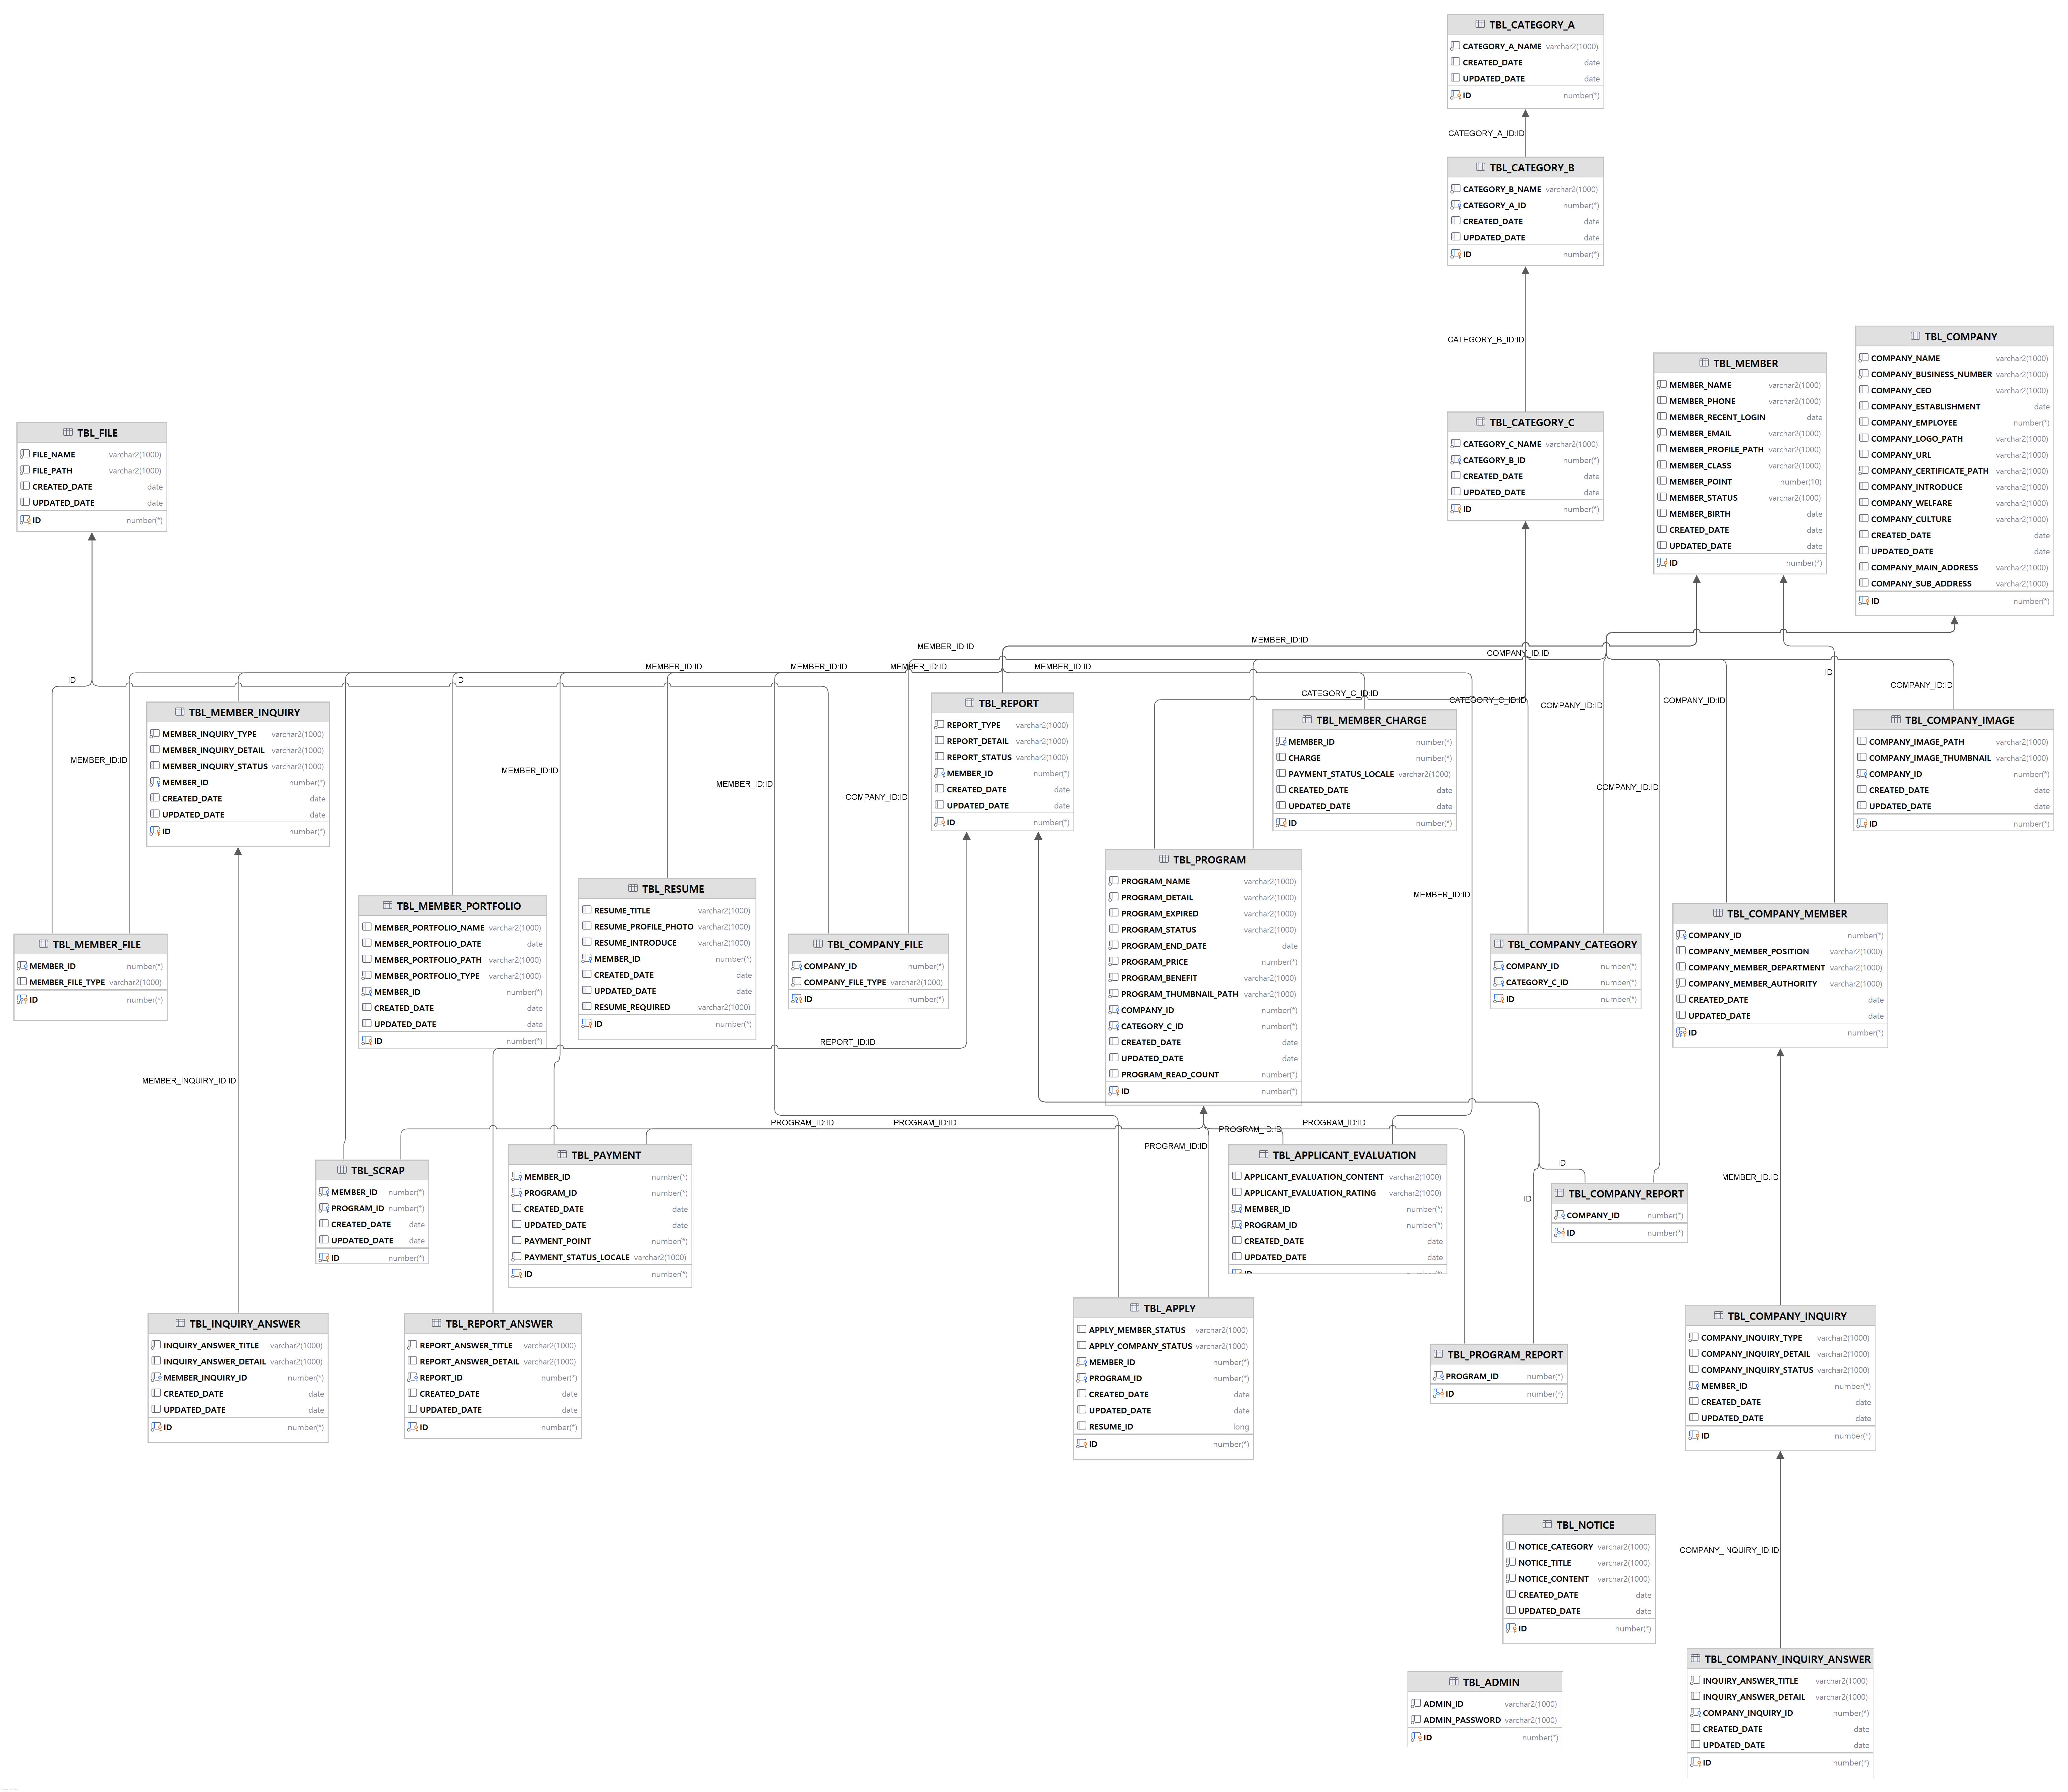 TBL_CATEGORY_A
CATEGORY_A_NAME varchar2(1000)
CREATED_DATE date
UPDATED_DATE date
ID number(*)
CATEGORY_A_ID:ID
TBL_CATEGORY_B
CATEGORY_B_NAME varchar2(1000)
CATEGORY_A_ID number(*)
CREATED_DATE date
UPDATED_DATE date
ID number(*)
CATEGORY_B_ID:ID
TBL_CATEGORY_C
CATEGORY_C_NAME varchar2(1000)
CATEGORY_B_ID number(*)
CREATED_DATE date
UPDATED_DATE date
ID number(*)
TBL_MEMBER
MEMBER_NAME varchar2(1000)
MEMBER_PHONE varchar2(1000)
MEMBER_RECENT_LOGIN date
MEMBER_EMAIL varchar2(1000)
MEMBER_PROFILE_PATH varchar2(1000)
MEMBER_CLASS varchar2(1000)
MEMBER_POINT number(10)
MEMBER_STATUS varchar2(1000)
MEMBER_BIRTH date
CREATED_DATE date
UPDATED_DATE date
ID number(*)
TBL_COMPANY
COMPANY_NAME varchar2(1000)
COMPANY_BUSINESS_NUMBER varchar2(1000)
COMPANY_CEO varchar2(1000)
COMPANY_ESTABLISHMENT date
COMPANY_EMPLOYEE number(*)
COMPANY_LOGO_PATH varchar2(1000)
COMPANY_URL varchar2(1000)
COMPANY_CERTIFICATE_PATH varchar2(1000)
COMPANY_INTRODUCE varchar2(1000)
COMPANY_WELFARE varchar2(1000)
COMPANY_CULTURE varchar2(1000)
CREATED_DATE date
UPDATED_DATE date
COMPANY_MAIN_ADDRESS varchar2(1000)
COMPANY_SUB_ADDRESS varchar2(1000)
ID number(*)
TBL_FILE
FILE_NAME varchar2(1000)
FILE_PATH varchar2(1000)
CREATED_DATE date
UPDATED_DATE date
ID number(*)
MEMBER_ID:ID
MEMBER_ID:ID
COMPANY_ID:ID
MEMBER_ID:ID
MEMBER_ID:ID
MEMBER_ID:ID
MEMBER_ID:ID
ID
ID
ID
COMPANY_ID:ID
CATEGORY_C_ID:ID
CATEGORY_C_ID:ID
COMPANY_ID:ID
COMPANY_ID:ID
TBL_MEMBER_INQUIRY
MEMBER_INQUIRY_TYPE varchar2(1000)
MEMBER_INQUIRY_DETAIL varchar2(1000)
MEMBER_INQUIRY_STATUS varchar2(1000)
MEMBER_ID number(*)
CREATED_DATE date
UPDATED_DATE date
ID number(*)
TBL_REPORT
REPORT_TYPE varchar2(1000)
REPORT_DETAIL varchar2(1000)
REPORT_STATUS varchar2(1000)
MEMBER_ID number(*)
CREATED_DATE date
UPDATED_DATE date
ID number(*)
TBL_MEMBER_CHARGE
MEMBER_ID number(*)
CHARGE number(*)
PAYMENT_STATUS_LOCALE varchar2(1000)
CREATED_DATE date
UPDATED_DATE date
ID number(*)
TBL_COMPANY_IMAGE
COMPANY_IMAGE_PATH varchar2(1000)
COMPANY_IMAGE_THUMBNAIL varchar2(1000)
COMPANY_ID number(*)
CREATED_DATE date
UPDATED_DATE date
ID number(*)
MEMBER_ID:ID
MEMBER_ID:ID
MEMBER_ID:ID
COMPANY_ID:ID
COMPANY_ID:ID
MEMBER_ID:ID
TBL_MEMBER_FILE
MEMBER_ID number(*)
MEMBER_FILE_TYPE varchar2(1000)
ID number(*)
TBL_MEMBER_PORTFOLIO
MEMBER_PORTFOLIO_NAME varchar2(1000)
MEMBER_PORTFOLIO_DATE date
MEMBER_PORTFOLIO_PATH varchar2(1000)
MEMBER_PORTFOLIO_TYPE varchar2(1000)
MEMBER_ID number(*)
CREATED_DATE date
UPDATED_DATE date
ID number(*)
TBL_RESUME
RESUME_TITLE varchar2(1000)
RESUME_PROFILE_PHOTO varchar2(1000)
RESUME_INTRODUCE varchar2(1000)
MEMBER_ID number(*)
CREATED_DATE date
UPDATED_DATE date
RESUME_REQUIRED varchar2(1000)
ID number(*)
TBL_COMPANY_FILE
COMPANY_ID number(*)
COMPANY_FILE_TYPE varchar2(1000)
ID number(*)
TBL_PROGRAM
PROGRAM_NAME varchar2(1000)
PROGRAM_DETAIL varchar2(1000)
PROGRAM_EXPIRED varchar2(1000)
PROGRAM_STATUS varchar2(1000)
PROGRAM_END_DATE date
PROGRAM_PRICE number(*)
PROGRAM_BENEFIT varchar2(1000)
PROGRAM_THUMBNAIL_PATH varchar2(1000)
COMPANY_ID number(*)
CATEGORY_C_ID number(*)
CREATED_DATE date
UPDATED_DATE date
PROGRAM_READ_COUNT number(*)
ID number(*)
TBL_COMPANY_CATEGORY
COMPANY_ID number(*)
CATEGORY_C_ID number(*)
ID number(*)
TBL_COMPANY_MEMBER
COMPANY_ID number(*)
COMPANY_MEMBER_POSITION varchar2(1000)
COMPANY_MEMBER_DEPARTMENT varchar2(1000)
COMPANY_MEMBER_AUTHORITY varchar2(1000)
CREATED_DATE date
UPDATED_DATE date
ID number(*)
REPORT_ID:ID
MEMBER_INQUIRY_ID:ID
PROGRAM_ID:ID
PROGRAM_ID:ID
PROGRAM_ID:ID
PROGRAM_ID:ID
PROGRAM_ID:ID
ID
ID
MEMBER_ID:ID
TBL_SCRAP
MEMBER_ID number(*)
PROGRAM_ID number(*)
CREATED_DATE date
UPDATED_DATE date
ID number(*)
TBL_PAYMENT
MEMBER_ID number(*)
PROGRAM_ID number(*)
CREATED_DATE date
UPDATED_DATE date
PAYMENT_POINT number(*)
PAYMENT_STATUS_LOCALE varchar2(1000)
ID number(*)
TBL_APPLICANT_EVALUATION
APPLICANT_EVALUATION_CONTENT varchar2(1000)
APPLICANT_EVALUATION_RATING varchar2(1000)
MEMBER_ID number(*)
PROGRAM_ID number(*)
CREATED_DATE date
UPDATED_DATE date
TBL_COMPANY_REPORT
COMPANY_ID number(*)
ID number(*)
TBL_INQUIRY_ANSWER
INQUIRY_ANSWER_TITLE varchar2(1000)
INQUIRY_ANSWER_DETAIL varchar2(1000)
MEMBER_INQUIRY_ID number(*)
CREATED_DATE date
UPDATED_DATE date
ID number(*)
TBL_REPORT_ANSWER
REPORT_ANSWER_TITLE varchar2(1000)
REPORT_ANSWER_DETAIL varchar2(1000)
REPORT_ID number(*)
CREATED_DATE date
UPDATED_DATE date
ID number(*)
TBL_APPLY
APPLY_MEMBER_STATUS varchar2(1000)
APPLY_COMPANY_STATUS varchar2(1000)
MEMBER_ID number(*)
PROGRAM_ID number(*)
CREATED_DATE date
UPDATED_DATE date
RESUME_ID long
ID number(*)
TBL_PROGRAM_REPORT
PROGRAM_ID number(*)
ID number(*)
TBL_COMPANY_INQUIRY
COMPANY_INQUIRY_TYPE varchar2(1000)
COMPANY_INQUIRY_DETAIL varchar2(1000)
COMPANY_INQUIRY_STATUS varchar2(1000)
MEMBER_ID number(*)
CREATED_DATE date
UPDATED_DATE date
ID number(*)
COMPANY_INQUIRY_ID:ID
TBL_NOTICE
NOTICE_CATEGORY varchar2(1000)
NOTICE_TITLE varchar2(1000)
NOTICE_CONTENT varchar2(1000)
CREATED_DATE date
UPDATED_DATE date
ID number(*)
TBL_ADMIN
ADMIN_ID varchar2(1000)
ADMIN_PASSWORD varchar2(1000)
ID number(*)
TBL_COMPANY_INQUIRY_ANSWER
INQUIRY_ANSWER_TITLE varchar2(1000)
INQUIRY_ANSWER_DETAIL varchar2(1000)
COMPANY_INQUIRY_ID number(*)
CREATED_DATE date
UPDATED_DATE date
ID number(*)